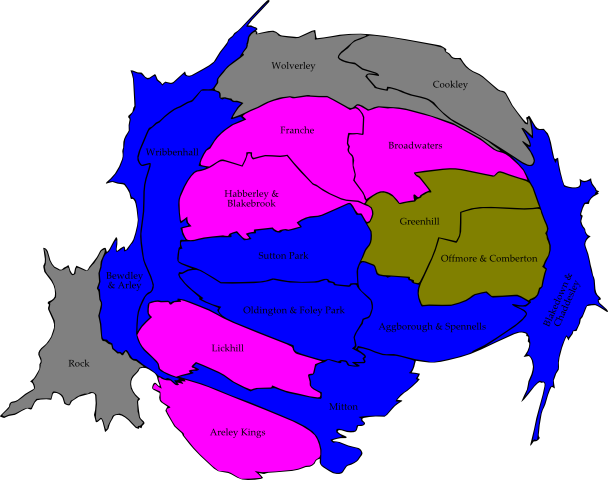 Wolverley
Cookley
Franche
Broadwaters
Wribbenhall
Habberley &
Blakebrook
Greenhill
Sutton Park
Offmore & Comberton
Bewdley
& Arley
Oldington & Foley Park
Aggborough & Spennells
Blakedown &
Chaddesley
Lickhill
Rock
Mitton
Areley Kings